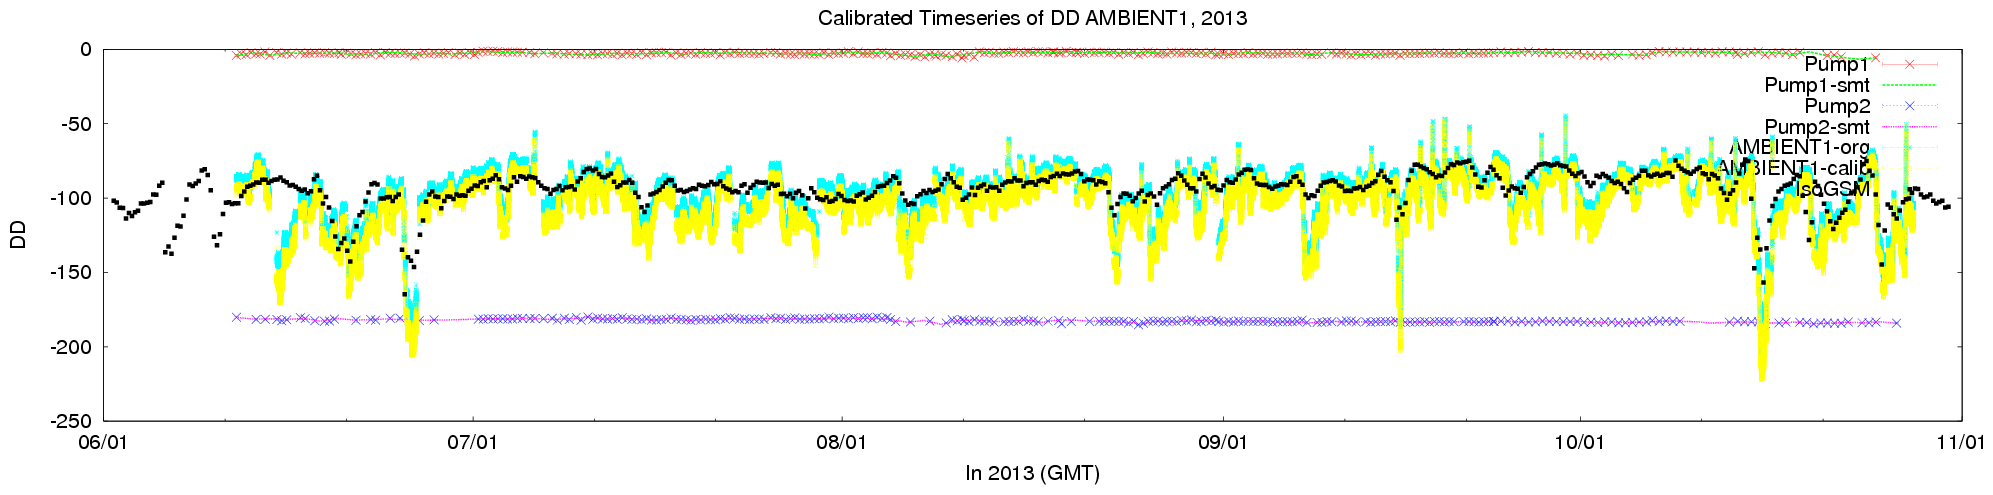 Calibrated Timeseries of DD AMBIENT1, 2013
0
-50
-100
-150
-200
-250
DD
Pump1
Pump1-smt
Pump2
Pump2-smt
AMBIENT1-org
AMBIENT1-calib
IsoGSM
06/01
07/01
08/01
09/01
10/01
11/01
In 2013 (GMT)